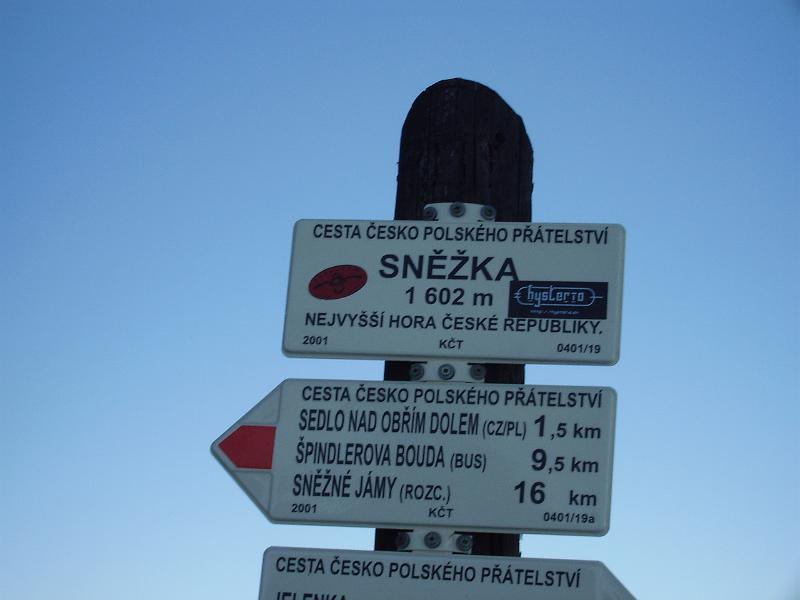 CESTA ČESKO POLSKÉHO PŘÁTELSTVÍ
SNĚŽKA
1 602 m
hysterio
NEJVYŠŠÍ HORA ČESKÉ REPUBLIKY.
2001 KČT 0401/19
CESTA ČESKO POLSKÉHO PŘÁTELSTVÍ
SEDLO NAD OBŘÍM DOLEM (CZ/PL) 1,5 km
ŠPINDLEROVA BOUDA (BUS) 9,5 km
SNĚŽNÉ JÁMY (ROZC.) 16 km
2001 KČT 0401/19a
CESTA ČESKO POLSKÉHO PŘÁTELSTVÍ
JELENKA